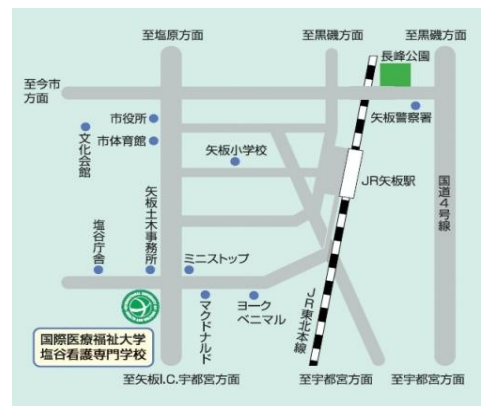 至塩原方面
至黒磯方面
至黒磯方面
長峰公園
至今市
方面
市役所
矢板警察署
文化会館
市体育館
矢板小学校
JR矢板駅
国道4号線
塩谷庁舎
矢板土木事務所
ミニストップ
マクドナルド
ヨーク
ベニマル
JR東北本線
国際医療福祉大学
塩谷看護専門学校
至矢板I.C.宇都宮方面
至宇都宮方面
至宇都宮方面